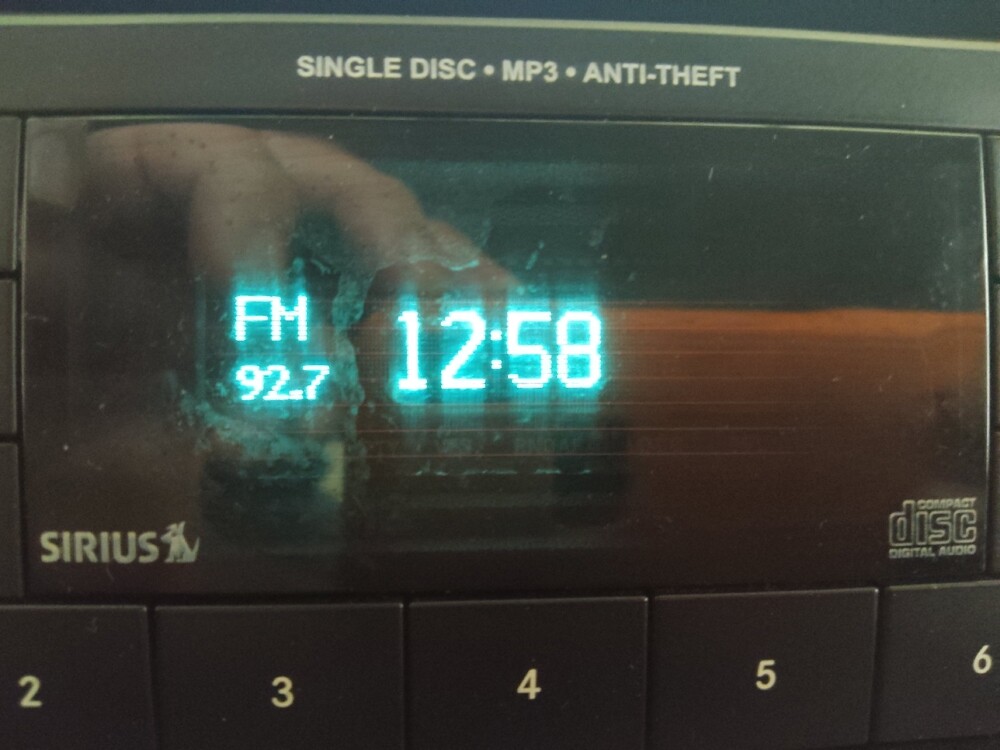 SINGLE DISC • MP3 • ANTI-THEFT
FM
12:58
92.7
SIRIUS
COMPACT
disc
DIGITAL AUDIO
2
3
4
5
6